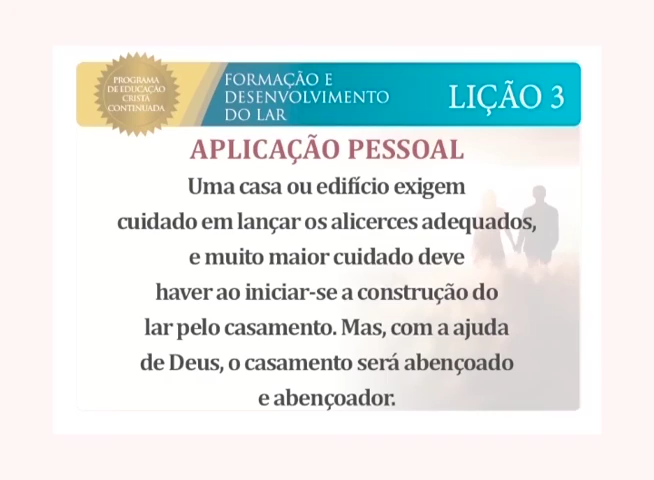 PROGRAMA
DE EDUCAÇÃO
CRISTÃ
CONTINUADA
FORMAÇÃO E
DESENVOLVIMENTO
DO LAR
LIÇÃO 3
APLICAÇÃO PESSOAL
Uma casa ou edifício exigem
cuidado em lançar os alicerces adequados,
e muito maior cuidado deve
haver ao iniciar-se a construção do
lar pelo casamento. Mas, com a ajuda
de Deus, o casamento será abençoado
e abençoador.